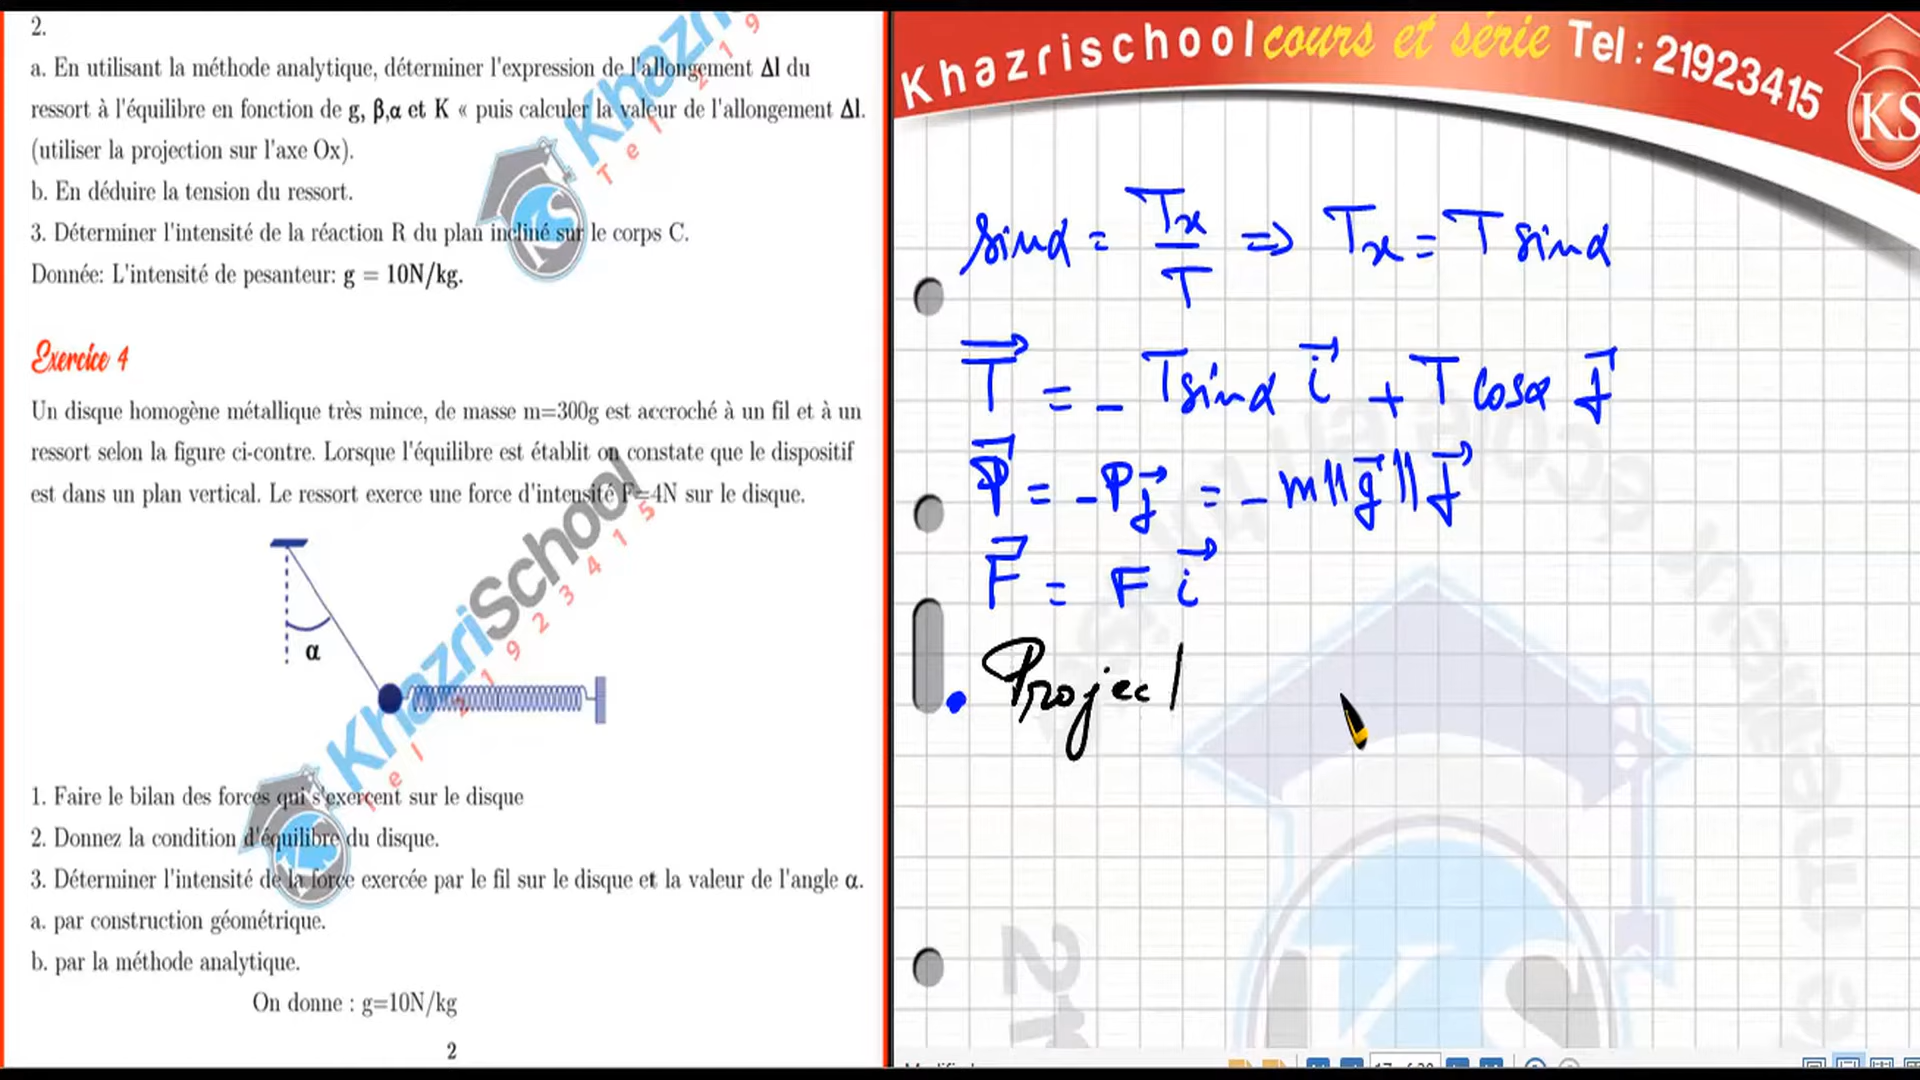 2.
a. En utilisant la méthode analytique, déterminer l'expression de l'allongement Δl du
ressort à l'équilibre en fonction de g, β,α et K « puis calculer la valeur de l'allongement Δl.
(utiliser la projection sur l'axe Ox).
b. En déduire la tension du ressort.
3. Déterminer l'intensité de la réaction R du plan incliné sur le corps C.
Donnée: L'intensité de pesanteur: g = 10N/kg.
Exercice 4
Un disque homogène métallique très mince, de masse m=300g est accroché à un fil et à un
ressort selon la figure ci-contre. Lorsque l'équilibre est établit on constate que le dispositif
est dans un plan vertical. Le ressort exerce une force d'intensité F=4N sur le disque.
α
1. Faire le bilan des forces qui s'exercent sur le disque
2. Donnez la condition d'équilibre du disque.
3. Déterminer l'intensité de la force exercée par le fil sur le disque et la valeur de l'angle α.
a. par construction géométrique.
b. par la méthode analytique.
On donne : g=10N/kg
2
KhazriSchool
Tel 21923415
KS
Khazrischool cours et série Tel : 21923415
KS
sinα = Tx/T => Tx = T sinα
T⃗ = - T sinα i⃗ + T cosα j⃗
P⃗ = - P j⃗ = - m||g⃗|| j⃗
F⃗ = F i⃗
• Project